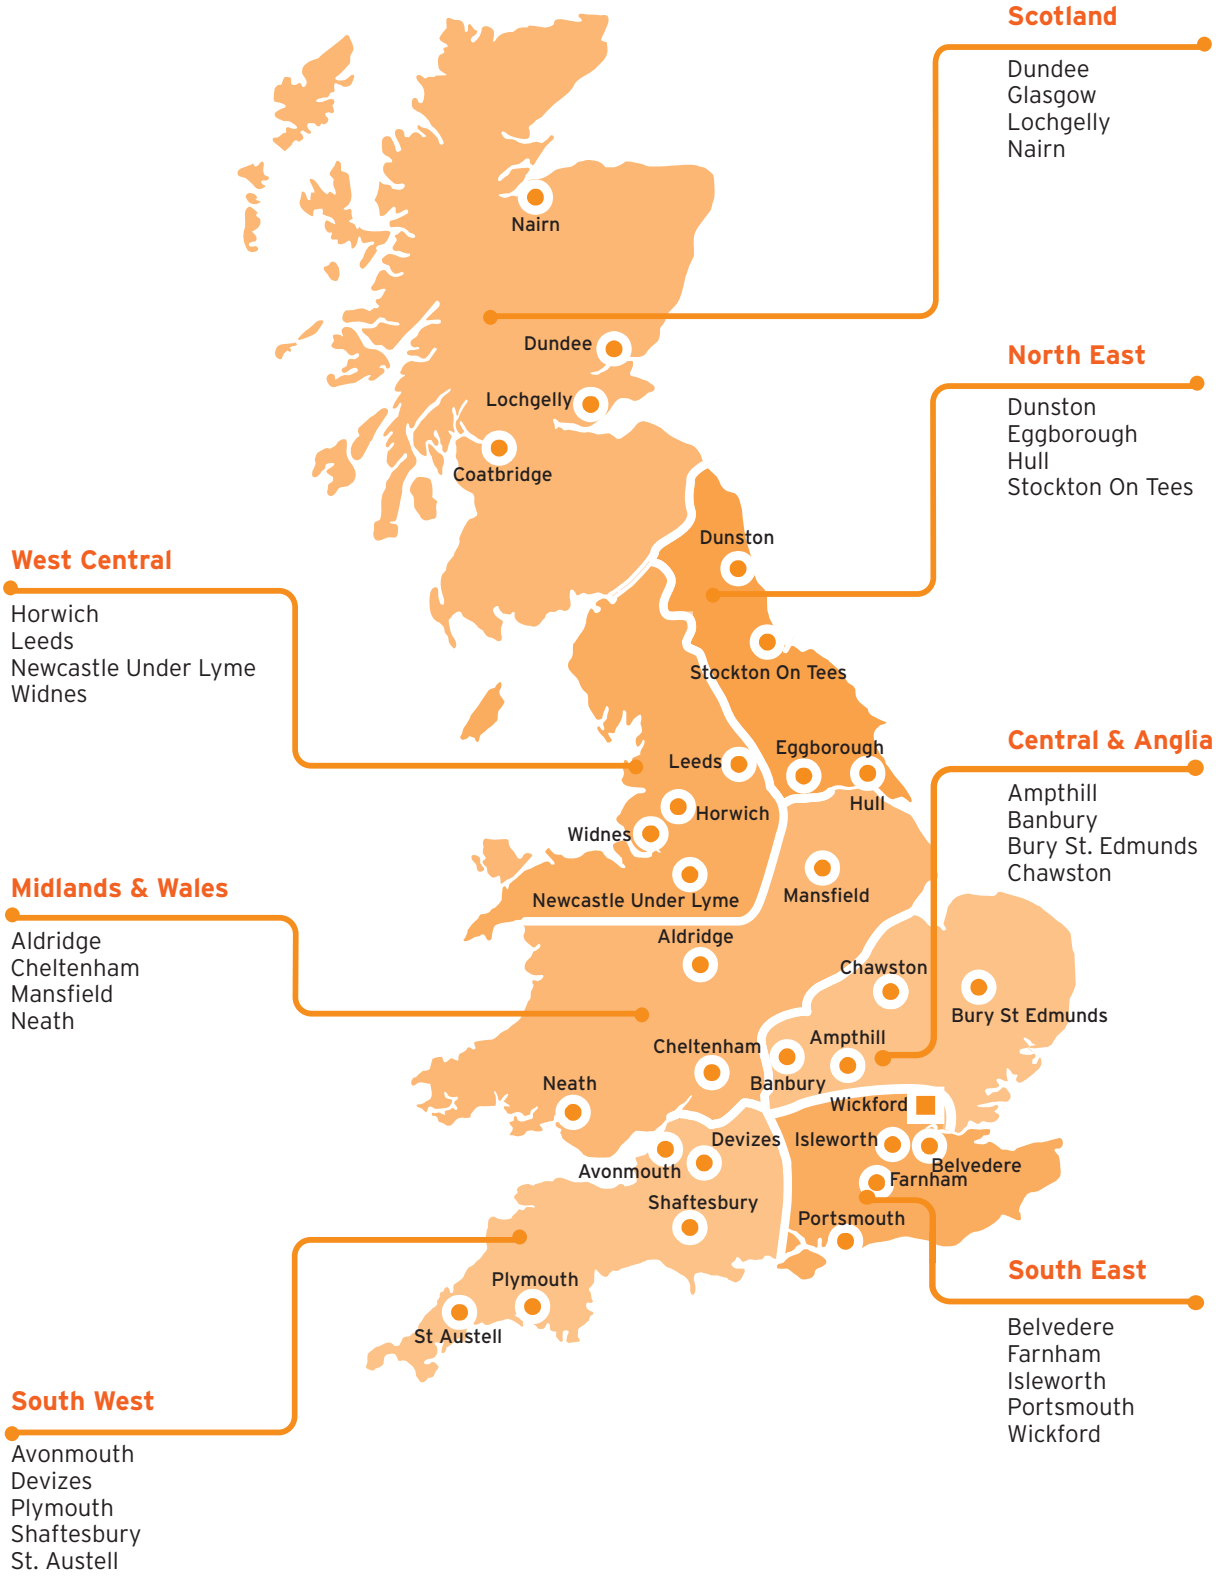 Scotland
Dundee
Glasgow
Lochgelly
Nairn
Nairn
Dundee
Lochgelly
Coatbridge
North East
Dunston
Eggborough
Hull
Stockton On Tees
Dunston
Stockton On Tees
West Central
Horwich
Leeds
Newcastle Under Lyme
Widnes
Eggborough
Leeds
Hull
Horwich
Widnes
Newcastle Under Lyme
Mansfield
Central & Anglia
Ampthill
Banbury
Bury St. Edmunds
Chawston
Midlands & Wales
Aldridge
Cheltenham
Mansfield
Neath
Aldridge
Chawston
Bury St Edmunds
Ampthill
Cheltenham
Banbury
Neath
Wickford
Devizes
Isleworth
Avonmouth
Belvedere
Farnham
Shaftesbury
Portsmouth
Plymouth
St Austell
South East
Belvedere
Farnham
Isleworth
Portsmouth
Wickford
South West
Avonmouth
Devizes
Plymouth
Shaftesbury
St. Austell